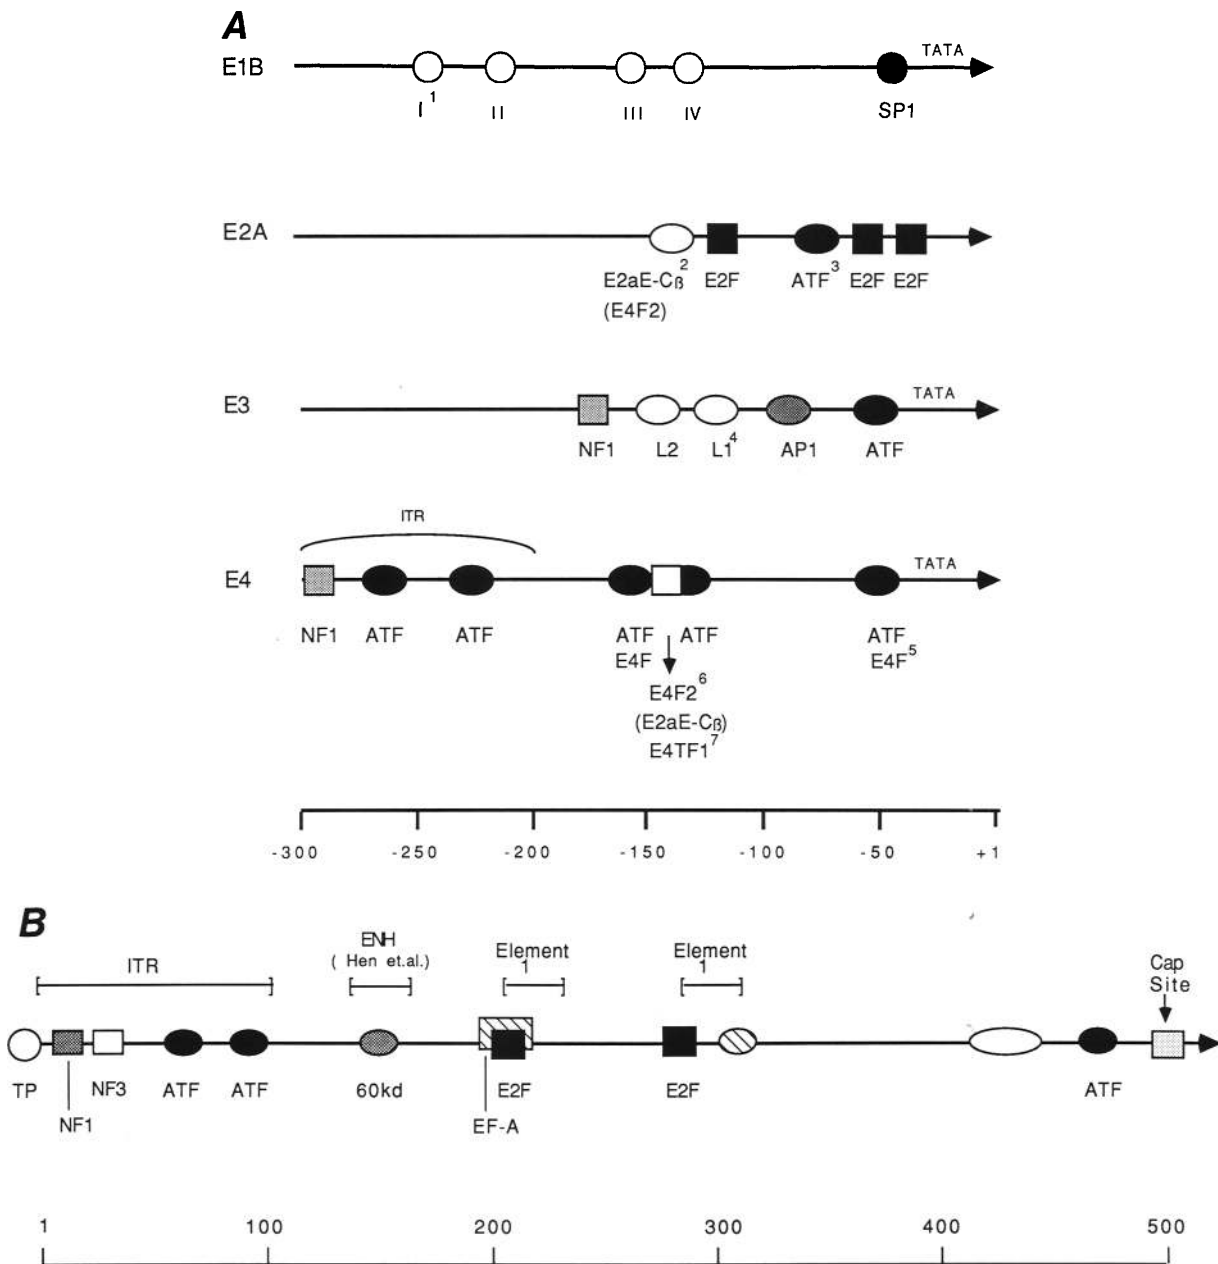 A
E1B
TATA
I¹ II III IV SP1
E2A
E2aE-Cß² E2F ATF³ E2F E2F
(E4F2)
E3
TATA
NF1 L2 L1⁴ AP1 ATF
ITR
E4
TATA
NF1 ATF ATF ATF ATF ATF
E4F E4F⁵
E4F2⁶
(E2aE-Cß)
E4TF1⁷
-300 -250 -200 -150 -100 -50 +1
B
ITR
ENH
( Hen et.al.)
Element
1
Element
1
Cap
Site
TP NF3 ATF ATF 60kd E2F E2F ATF
NF1 EF-A
1 100 200 300 400 500